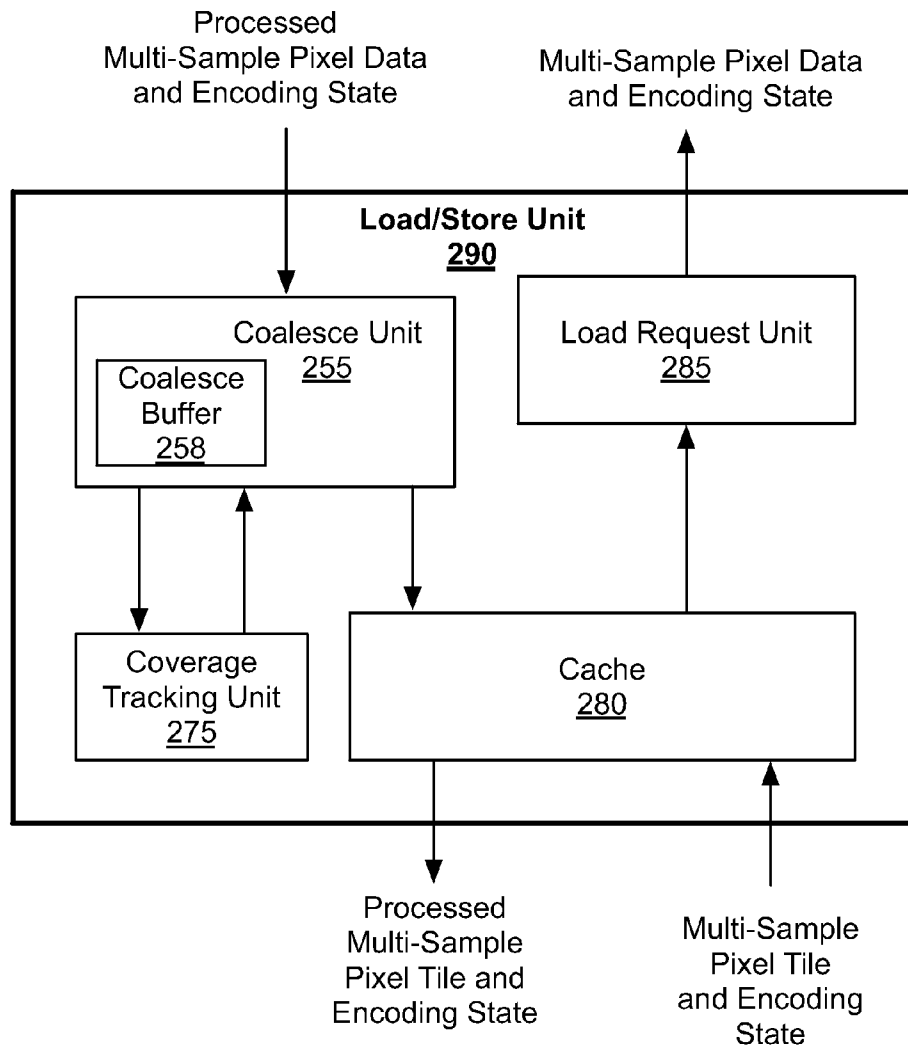 Processed
Multi-Sample Pixel Data
and Encoding State
Multi-Sample Pixel Data
and Encoding State
Load/Store Unit
290
Coalesce Unit
255
Coalesce
Buffer
258
Load Request Unit
285
Coverage
Tracking Unit
275
Cache
280
Processed
Multi-Sample
Pixel Tile and
Encoding State
Multi-Sample
Pixel Tile
and Encoding
State